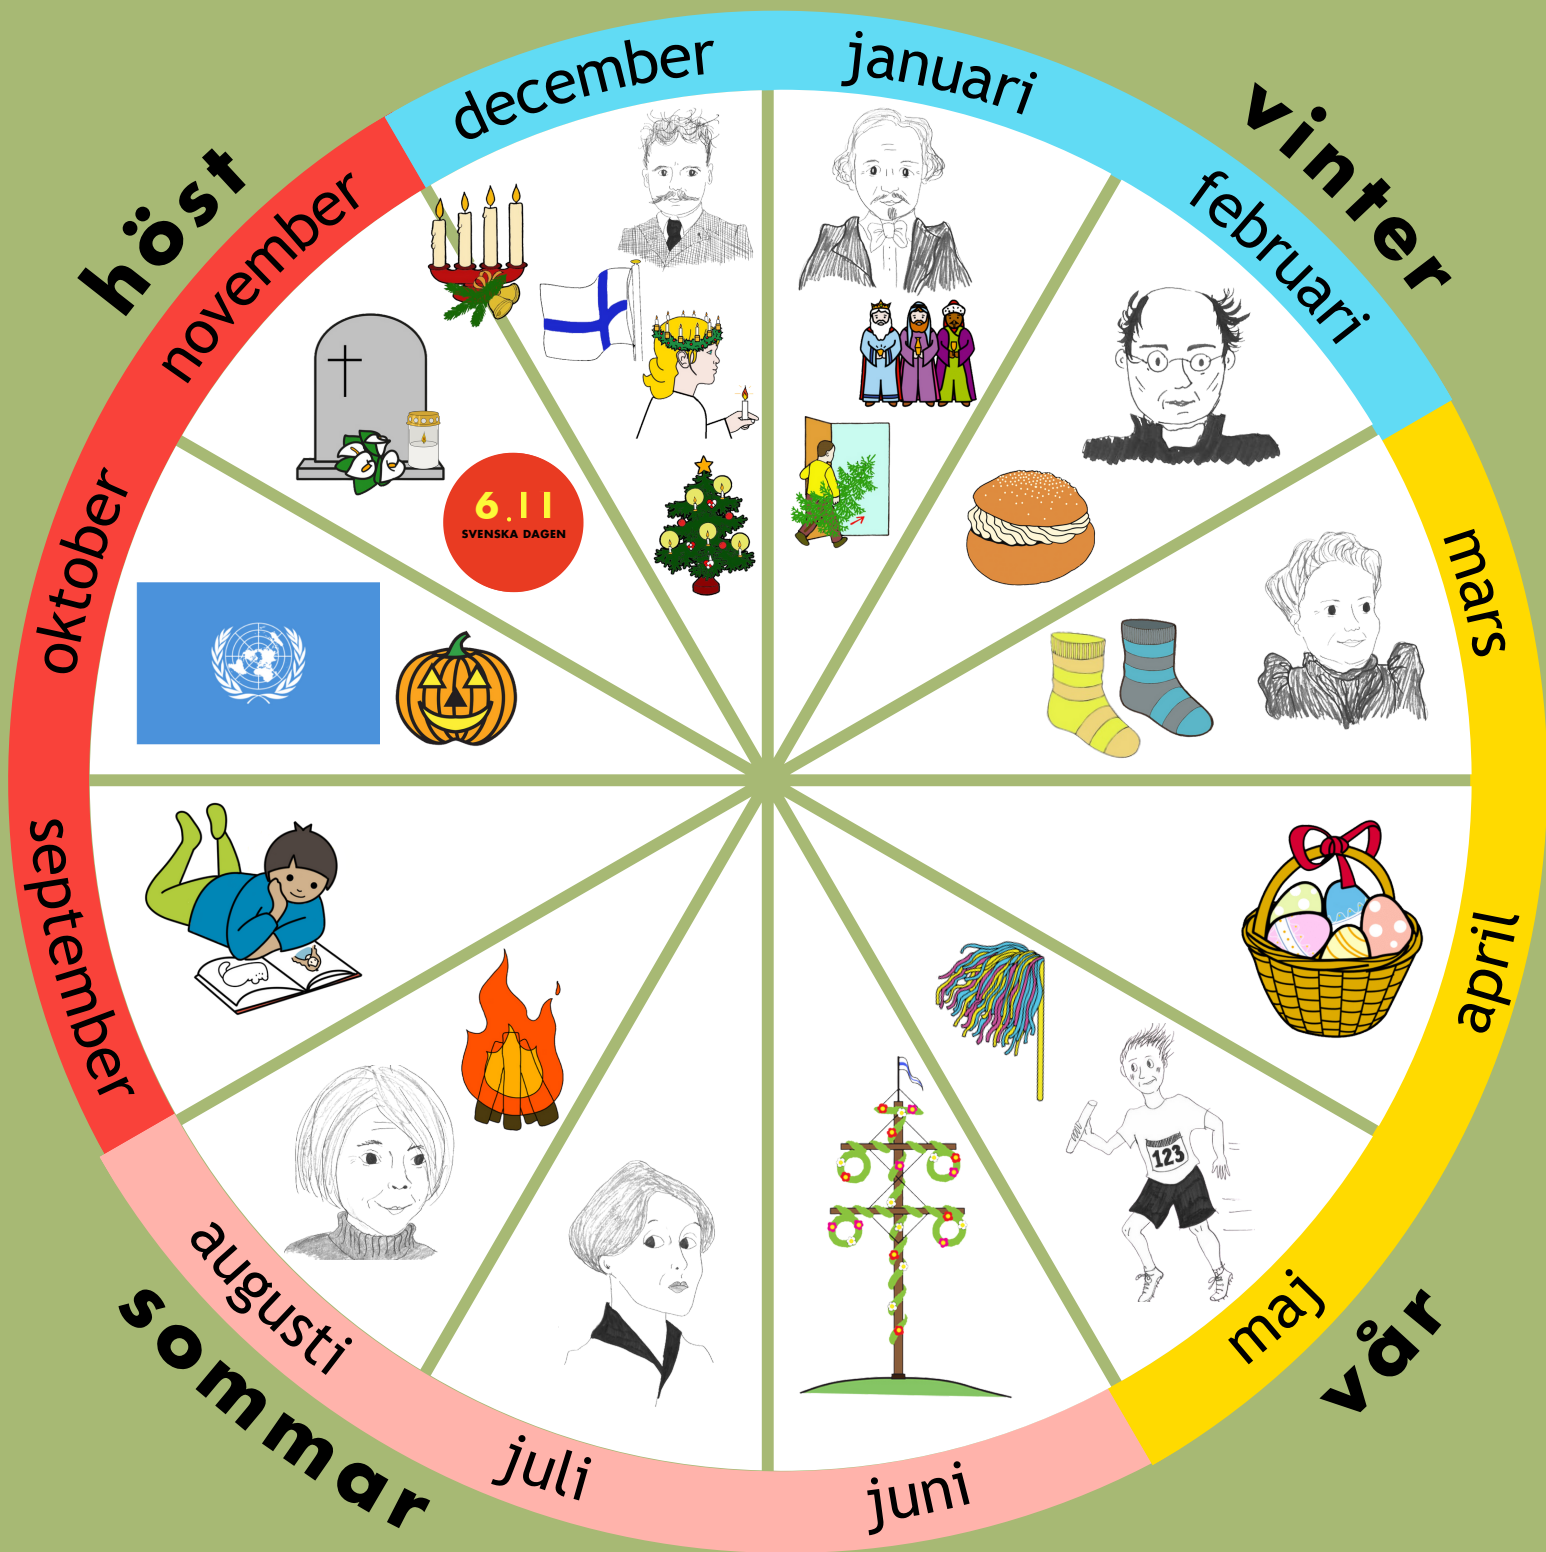 vinter
januari
februari
vår
mars
april
maj
123
sommar
juni
juli
augusti
höst
september
oktober
november
6.11
SVENSKA DAGEN
december